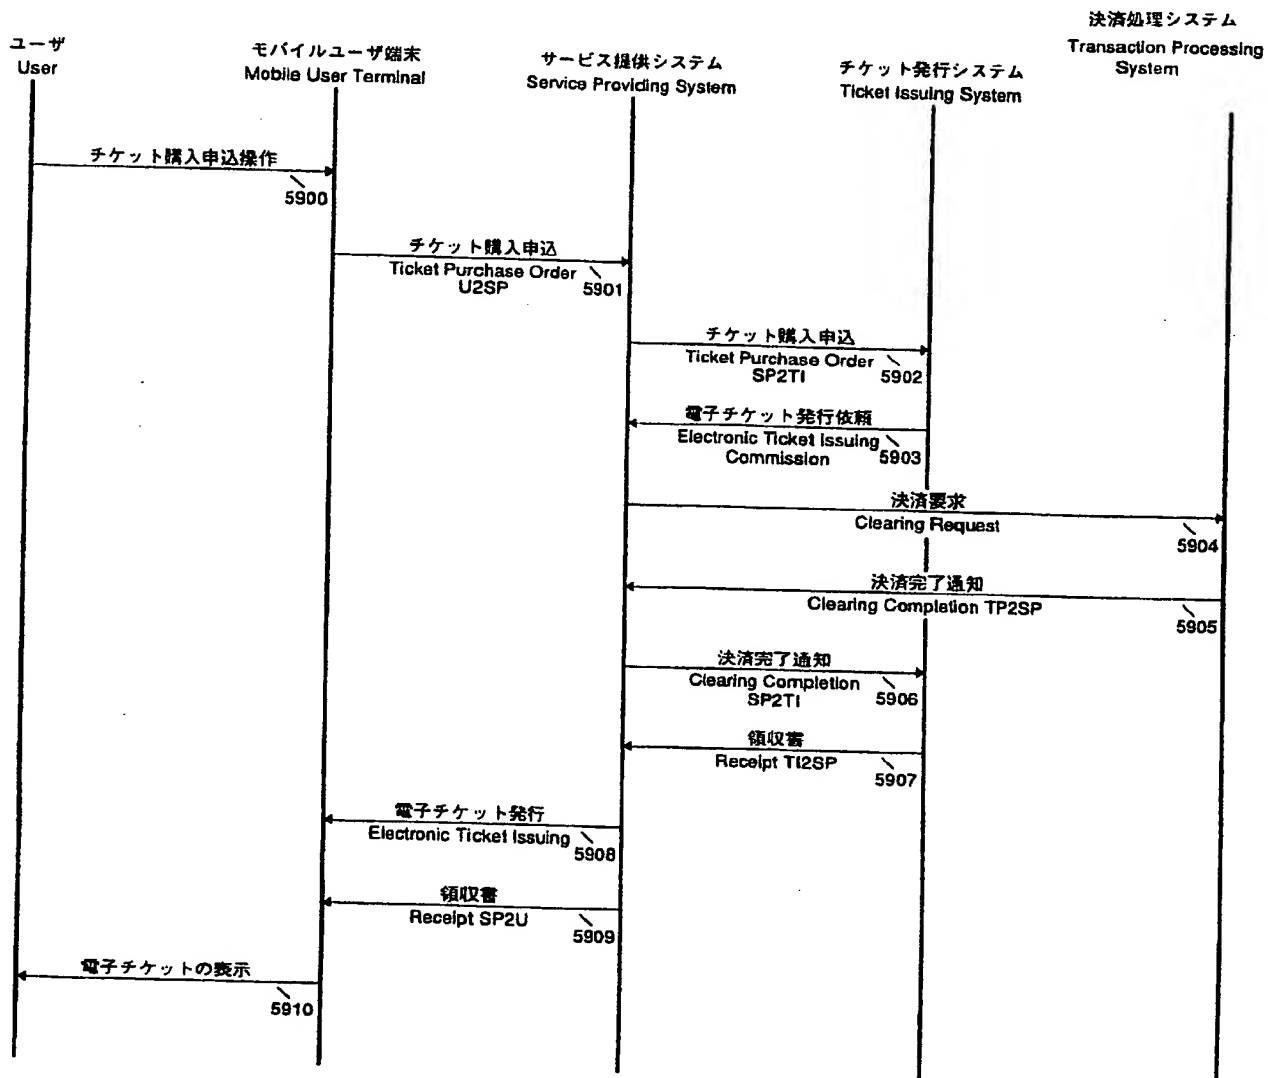 ユーザ
User
モバイルユーザ端末
Mobile User Terminal
サービス提供システム
Service Providing System
チケット発行システム
Ticket Issuing System
決済処理システム
Transaction Processing
System
チケット購入申込操作
5900
チケット購入申込
Ticket Purchase Order
U2SP
5901
チケット購入申込
Ticket Purchase Order
SP2TI
5902
電子チケット発行依頼
Electronic Ticket Issuing
Commission
5903
決済要求
Clearing Request
5904
決済完了通知
Clearing Completion TP2SP
5905
決済完了通知
Clearing Completion
SP2TI
5906
領収書
Receipt TI2SP
5907
電子チケット発行
Electronic Ticket Issuing
5908
領収書
Receipt SP2U
5909
電子チケットの表示
5910